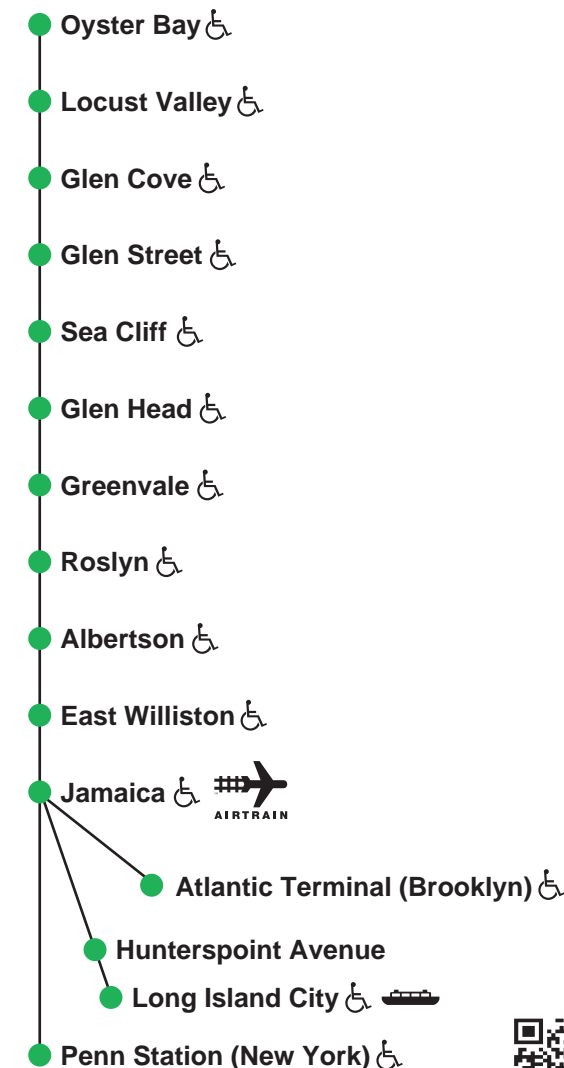 Oyster Bay
Locust Valley
Glen Cove
Glen Street
Sea Cliff
Glen Head
Greenvale
Roslyn
Albertson
East Williston
Jamaica
AIRTRAIN
Atlantic Terminal (Brooklyn)
Hunterspoint Avenue
Long Island City
Penn Station (New York)